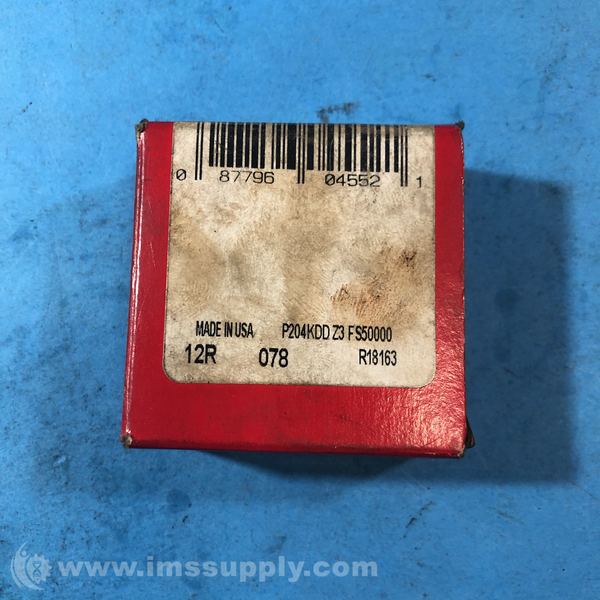 0 87796 04552 1
MADE IN USA P204KDD Z3 FS50000
12R 078 R18163
www.imssupply.com